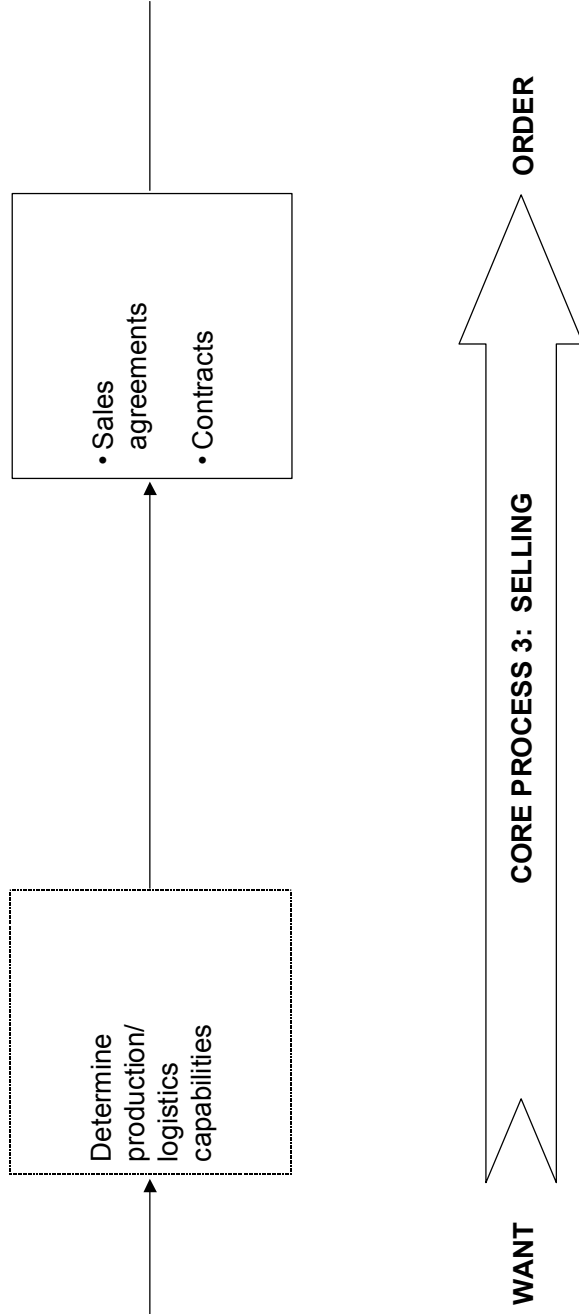 Determine
production/
logistics
capabilities
• Sales
agreements
• Contracts
WANT
CORE PROCESS 3: SELLING
ORDER